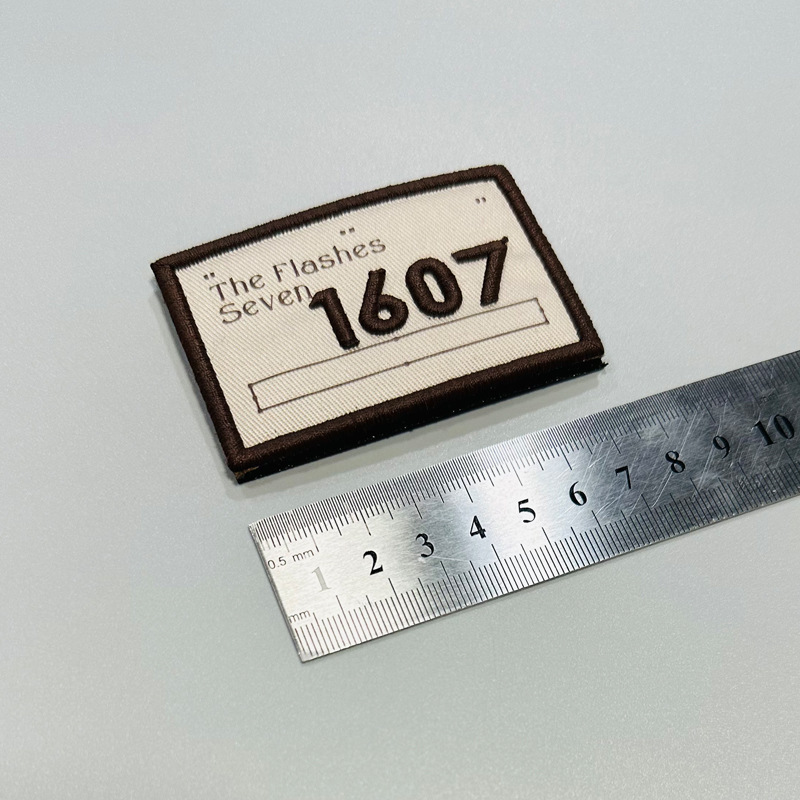 "The Flashes "
Seven 1607 "
0.5 mm
1 2 3 4 5 6 7 8 9 10
mm